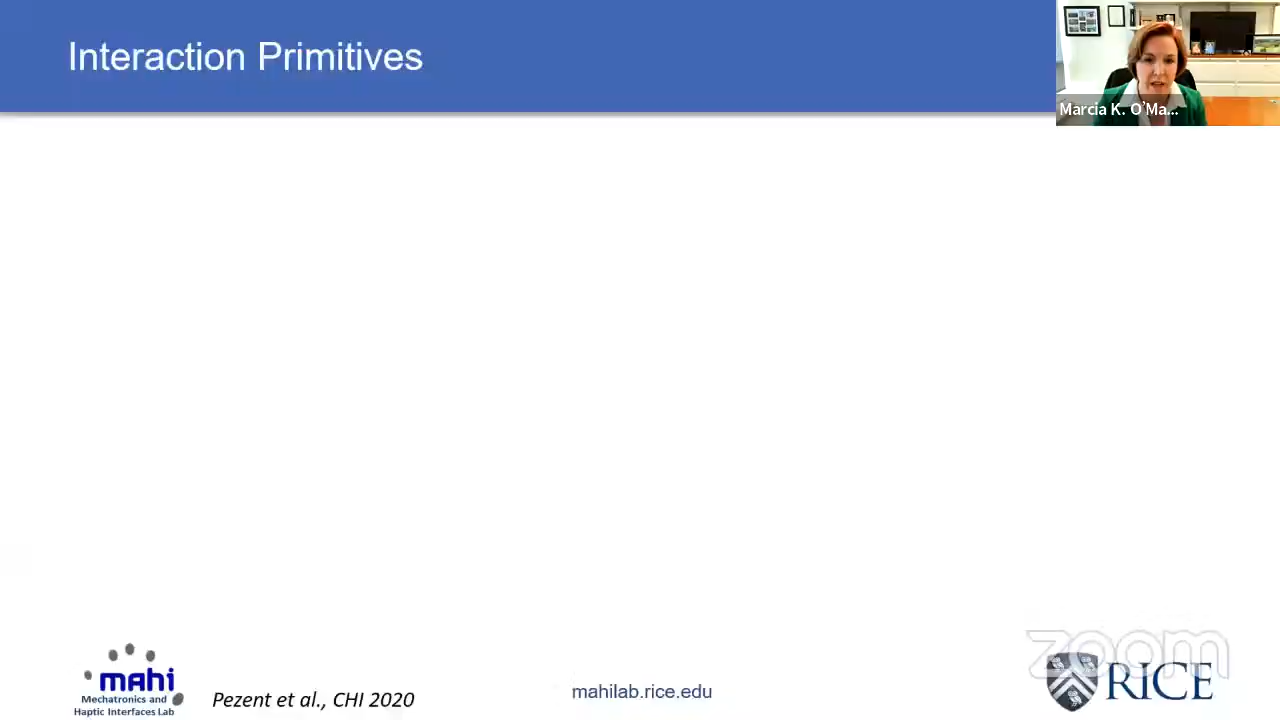 Interaction Primitives
Marcia K. O'Ma...
zoom
mahi
Mechatronics and
Haptic Interfaces Lab
Pezent et al., CHI 2020
mahilab.rice.edu
RICE